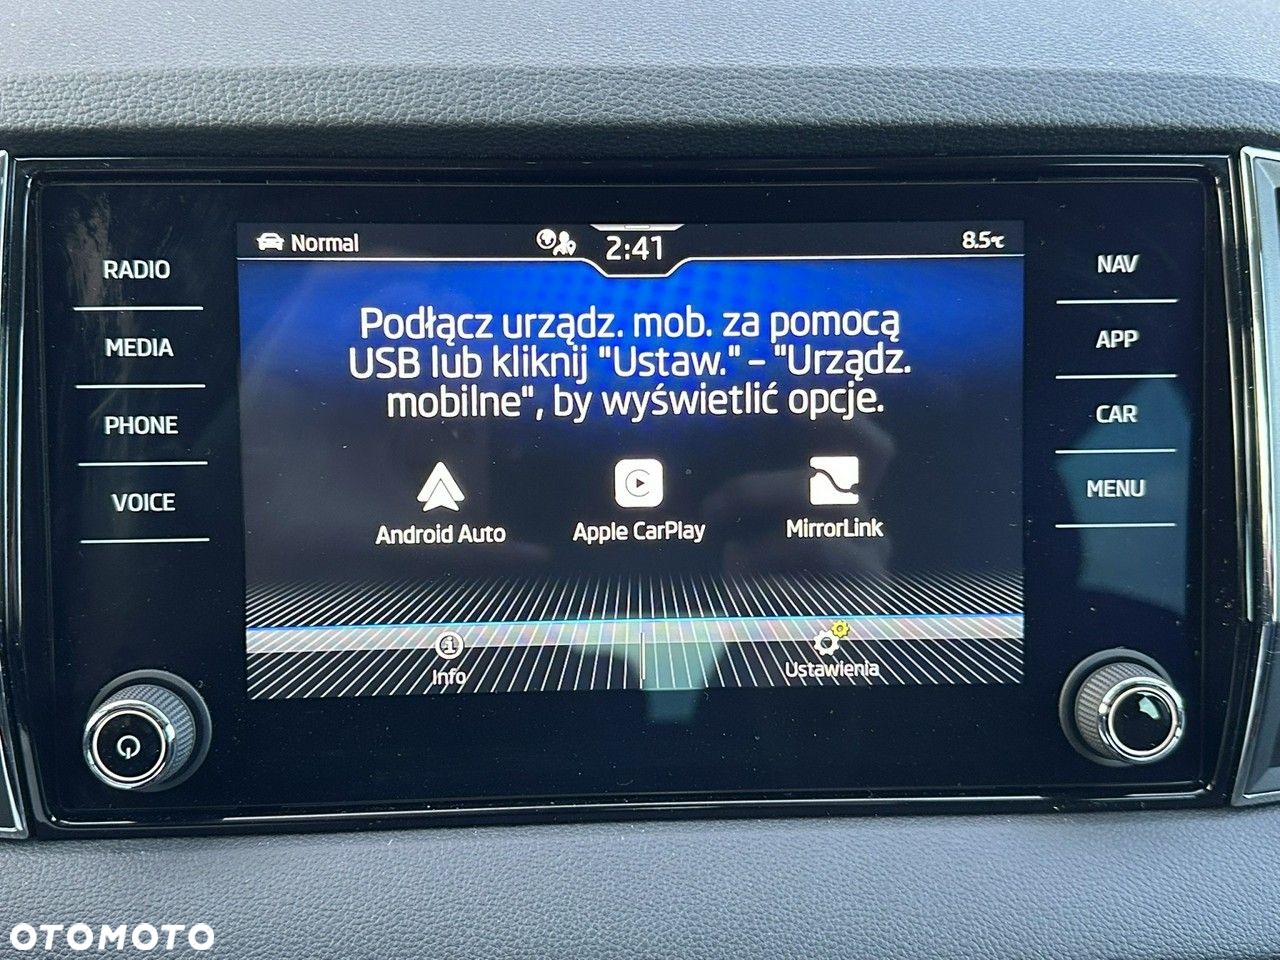 Normal
2:41
8.5°C
RADIO
MEDIA
PHONE
VOICE
Podłącz urządz. mob. za pomocą
USB lub kliknij "Ustaw." - "Urządz.
mobilne", by wyświetlić opcje.
Android Auto
Apple CarPlay
MirrorLink
Info
Ustawienia
NAV
APP
CAR
MENU
OTOMOTO